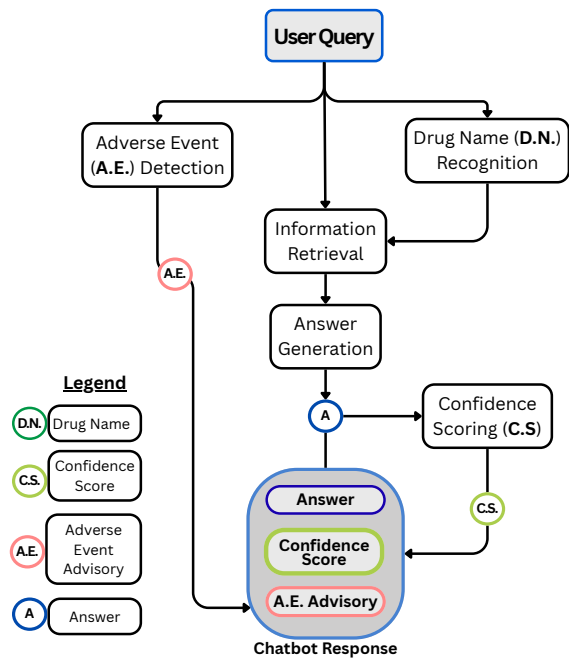 User Query
Adverse Event
(A.E.) Detection
Drug Name (D.N.)
Recognition
Information
Retrieval
A.E.
Answer
Generation
A
Confidence
Scoring (C.S)
C.S.
Answer
Confidence
Score
A.E. Advisory
Chatbot Response
Legend
D.N.
Drug Name
C.S.
Confidence
Score
A.E.
Adverse
Event
Advisory
A
Answer